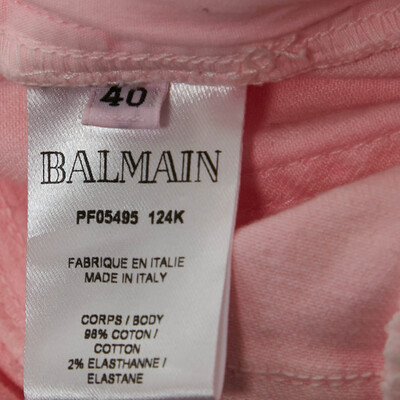 40
BALMAIN
PF05495 124K
FABRIQUE EN ITALIE
MADE IN ITALY
CORPS / BODY
98% COTON /
COTTON
2% ELASTHANNE /
ELASTANE